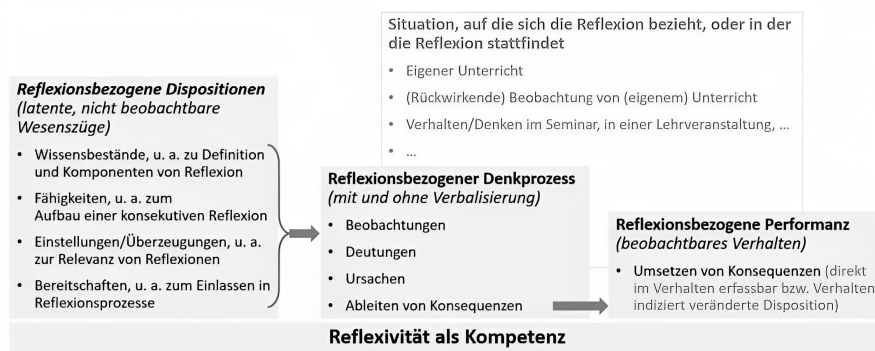 Situation, auf die sich die Reflexion bezieht, oder in der
die Reflexion stattfindet
• Eigener Unterricht
• (Rückwirkende) Beobachtung von (eigenem) Unterricht
• Verhalten/Denken im Seminar, in einer Lehrveranstaltung, ...
• ...
Reflexionsbezogene Dispositionen
(latente, nicht beobachtbare
Wesenszüge)
• Wissensbestände, u. a. zu Definition
und Komponenten von Reflexion
• Fähigkeiten, u. a. zum
Aufbau einer konsekutiven Reflexion
• Einstellungen/Überzeugungen, u. a.
zur Relevanz von Reflexionen
• Bereitschaften, u. a. zum Einlassen in
Reflexionsprozesse
Reflexionsbezogener Denkprozess
(mit und ohne Verbalisierung)
• Beobachtungen
• Deutungen
• Ursachen
• Ableiten von Konsequenzen
Reflexionsbezogene Performanz
(beobachtbares Verhalten)
• Umsetzen von Konsequenzen (direkt
im Verhalten erfassbar bzw. Verhalten
indiziert veränderte Disposition)
Reflexivität als Kompetenz